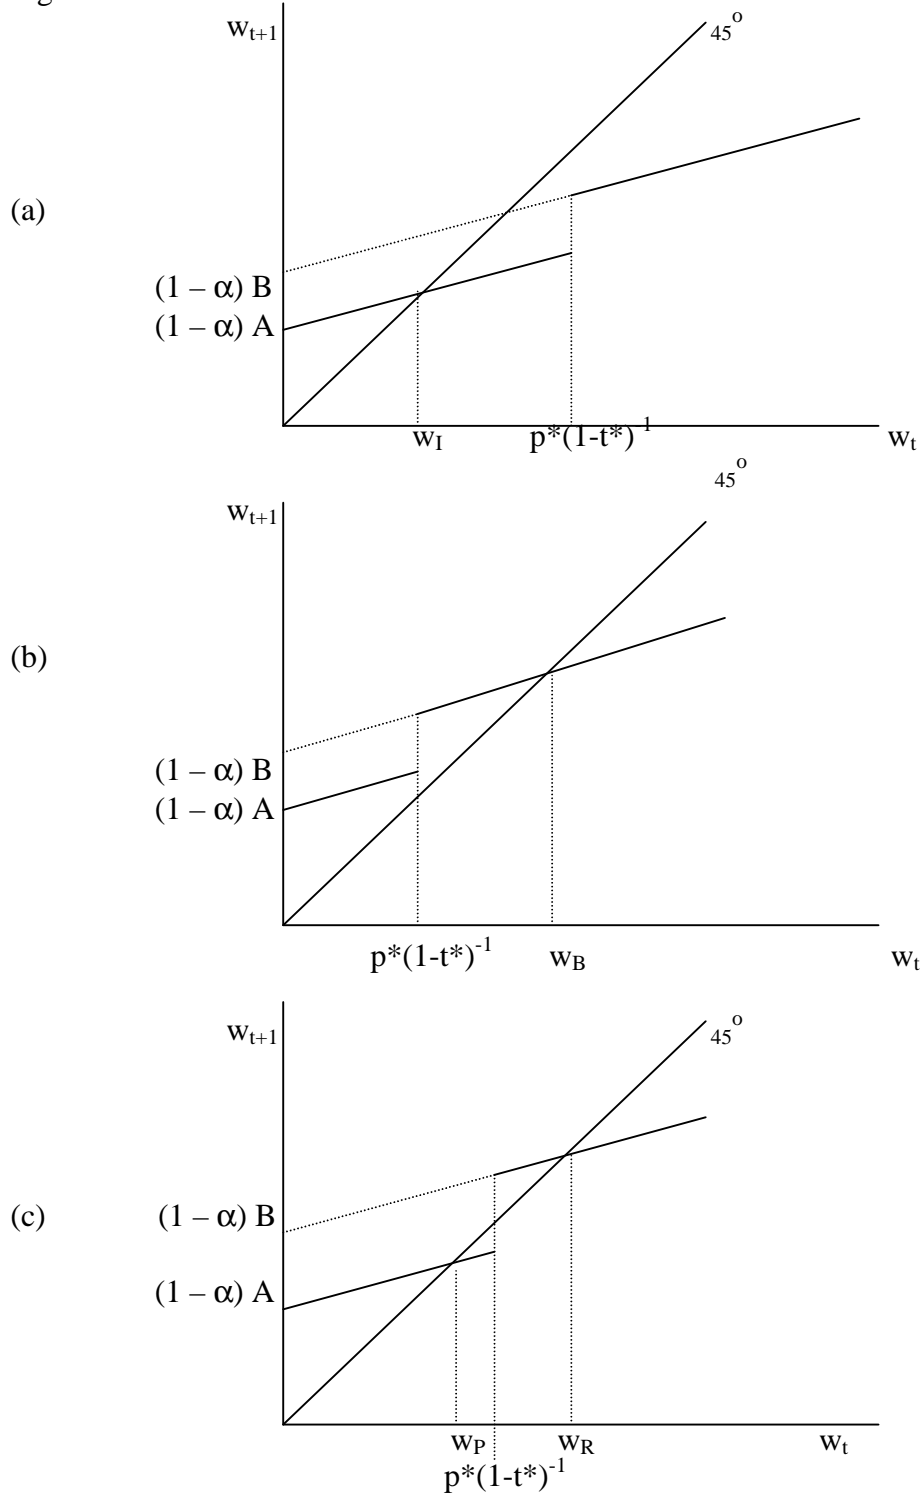 w_{t+1}
45^o
(a)
(1 – α) B
(1 – α) A
w_I p*(1-t*)^{-1} w_t
45^o
w_{t+1}
(b)
(1 – α) B
(1 – α) A
p*(1-t*)^{-1} w_B w_t
w_{t+1} 45^o
(c) (1 – α) B
(1 – α) A
w_P w_R w_t
p*(1-t*)^{-1}